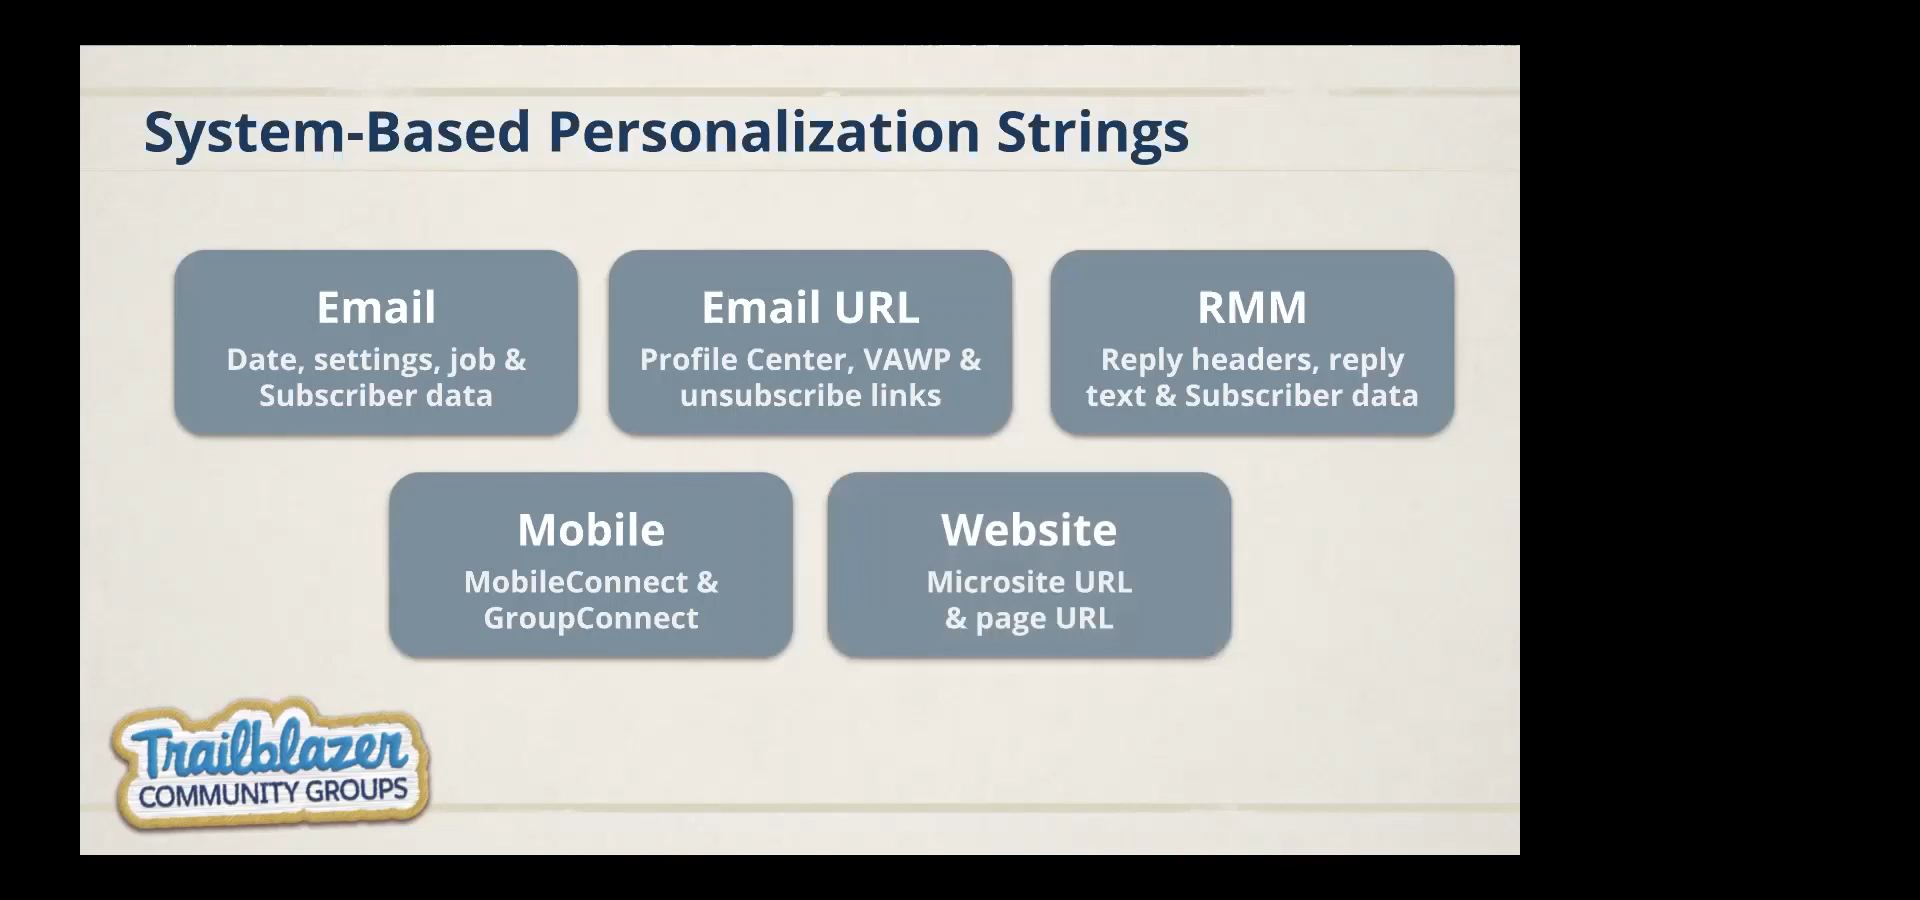 System-Based Personalization Strings
Email
Date, settings, job &
Subscriber data
Email URL
Profile Center, VAWP &
unsubscribe links
RMM
Reply headers, reply
text & Subscriber data
Mobile
MobileConnect &
GroupConnect
Website
Microsite URL
& page URL
Trailblazer
COMMUNITY GROUPS